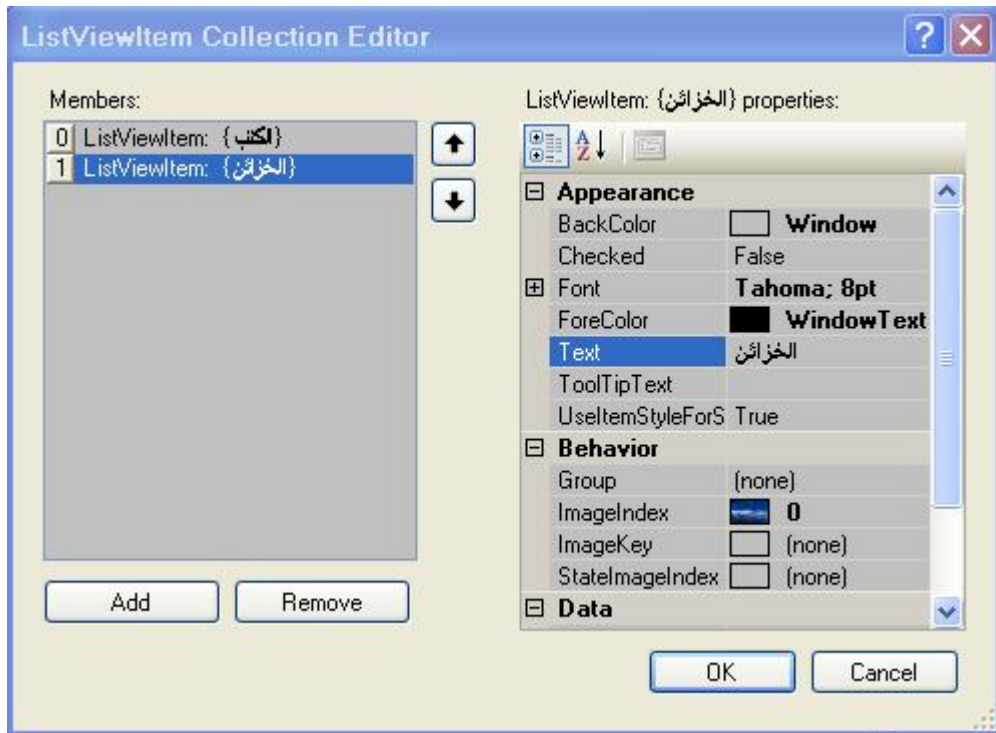 ListViewItem Collection Editor
Members:
0 ListViewItem: {الكتب}
1 ListViewItem: {الخزائن}
Add
Remove
ListViewItem: {الخزائن} properties:
Appearance
BackColor Window
Checked False
Font Tahoma; 8pt
ForeColor WindowText
Text الخزائن
ToolTipText
UseItemStyleForS True
Behavior
Group (none)
ImageIndex 0
ImageKey (none)
StateImageIndex (none)
Data
OK
Cancel